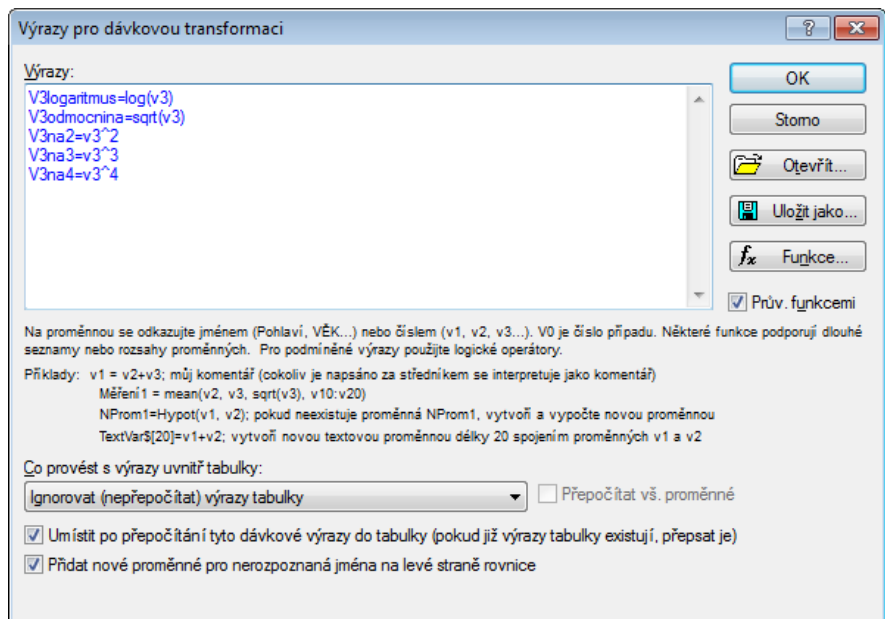 Výrazy pro dávkovou transformaci
Výrazy:
V3logaritmus=log(v3)
V3odmocnina=sqrt(v3)
V3na2=v3^2
V3na3=v3^3
V3na4=v3^4
OK
Storno
Otevřít...
Uložit jako...
fx Funkce...
Prův. funkcemi
Na proměnnou se odkazujte jménem (Pohlaví, VĚK...) nebo číslem (v1, v2, v3...). V0 je číslo případu. Některé funkce podporují dlouhé
seznamy nebo rozsahy proměnných. Pro podmíněné výrazy použijte logické operátory.
Příklady: v1 = v2+v3; můj komentář (cokoliv je napsáno za středníkem se interpretuje jako komentář)
Měření1 = mean(v2, v3, sqrt(v3), v10:v20)
NProm1=Hypot(v1, v2); pokud neexistuje proměnná NProm1, vytvoří a vypočte novou proměnnou
TextVar$[20]=v1+v2; vytvoří novou textovou proměnnou délky 20 spojením proměnných v1 a v2
Co provést s výrazy uvnitř tabulky:
Ignorovat (nepřepočítat) výrazy tabulky
Přepočítat vš. proměnné
Umístit po přepočítání tyto dávkové výrazy do tabulky (pokud již výrazy tabulky existují, přepsat je)
Přidat nové proměnné pro nerozpoznaná jména na levé straně rovnice